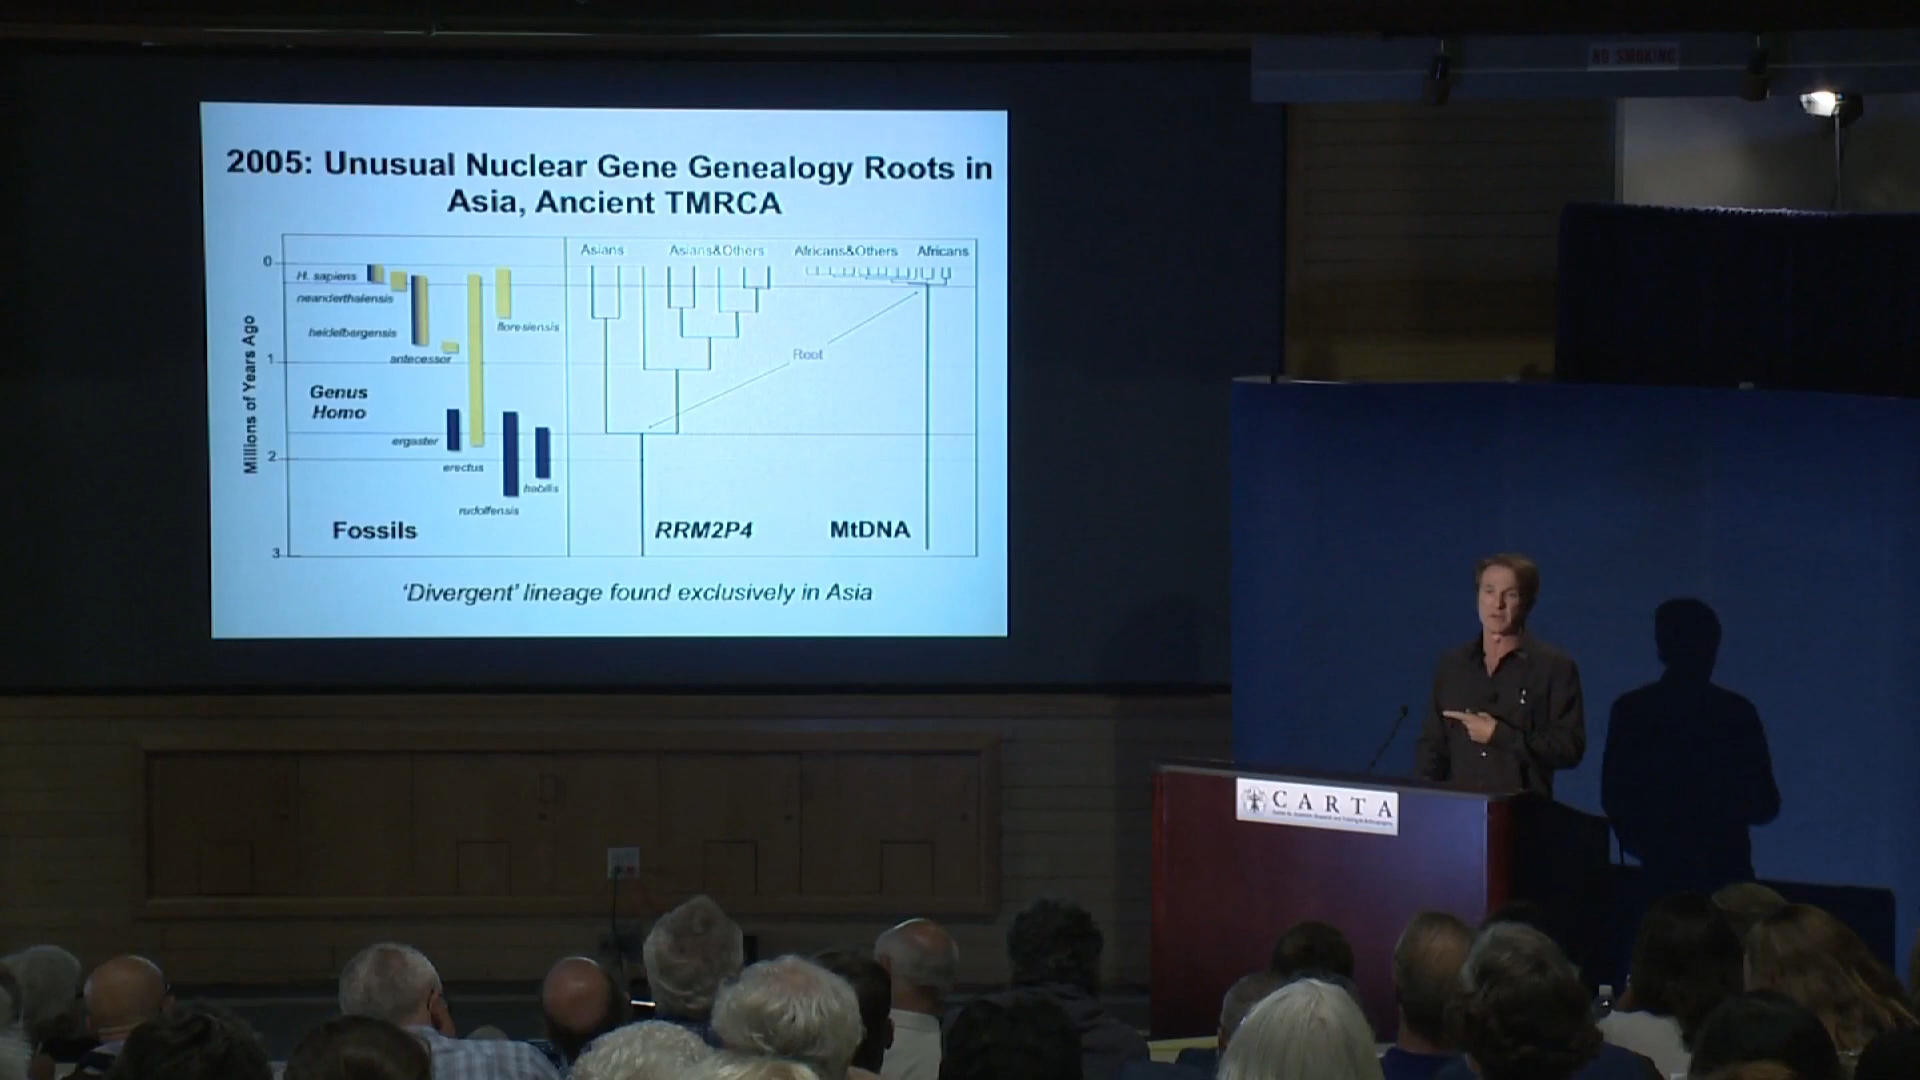 NO SMOKING
2005: Unusual Nuclear Gene Genealogy Roots in
Asia, Ancient TMRCA
Asians
Asians&Others
Africans&Others
Africans
0
H. sapiens
neanderthalensis
heidelbergensis
floresiensis
antecessor
Root
1
Genus
Homo
Millions of Years Ago
ergaster
2
erectus
habilis
rudolfensis
Fossils
RRM2P4
MtDNA
3
'Divergent' lineage found exclusively in Asia
CARTA